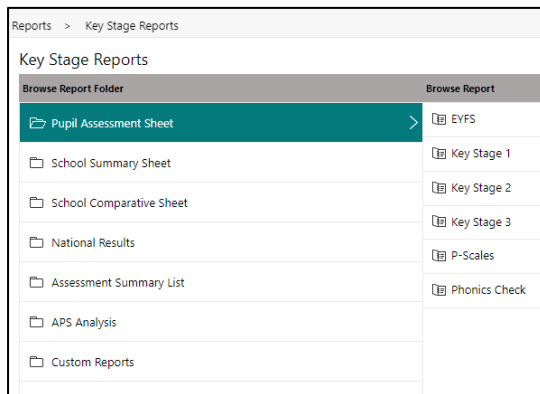 Reports > Key Stage Reports
Key Stage Reports
Browse Report Folder
Pupil Assessment Sheet
School Summary Sheet
School Comparative Sheet
National Results
Assessment Summary List
APS Analysis
Custom Reports
Browse Report
EYFS
Key Stage 1
Key Stage 2
Key Stage 3
P-Scales
Phonics Check